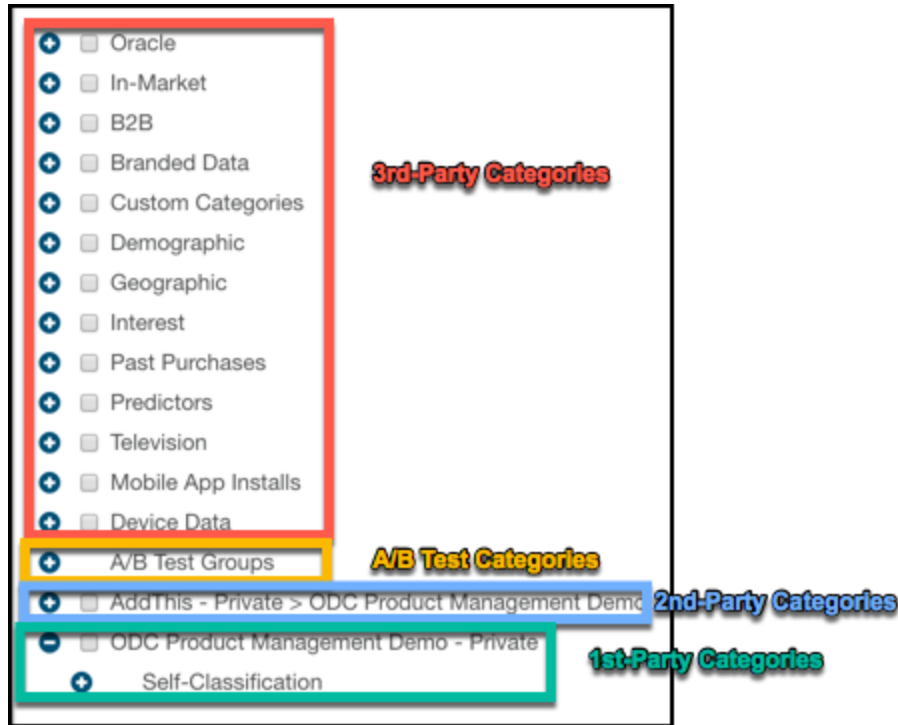 Oracle
In-Market
B2B
Branded Data
3rd-Party Categories
Custom Categories
Demographic
Geographic
Interest
Past Purchases
Predictors
Television
Mobile App Installs
Device Data
A/B Test Groups
A/B Test Categories
AddThis - Private > ODC Product Management Demo
2nd-Party Categories
ODC Product Management Demo - Private
1st-Party Categories
Self-Classification